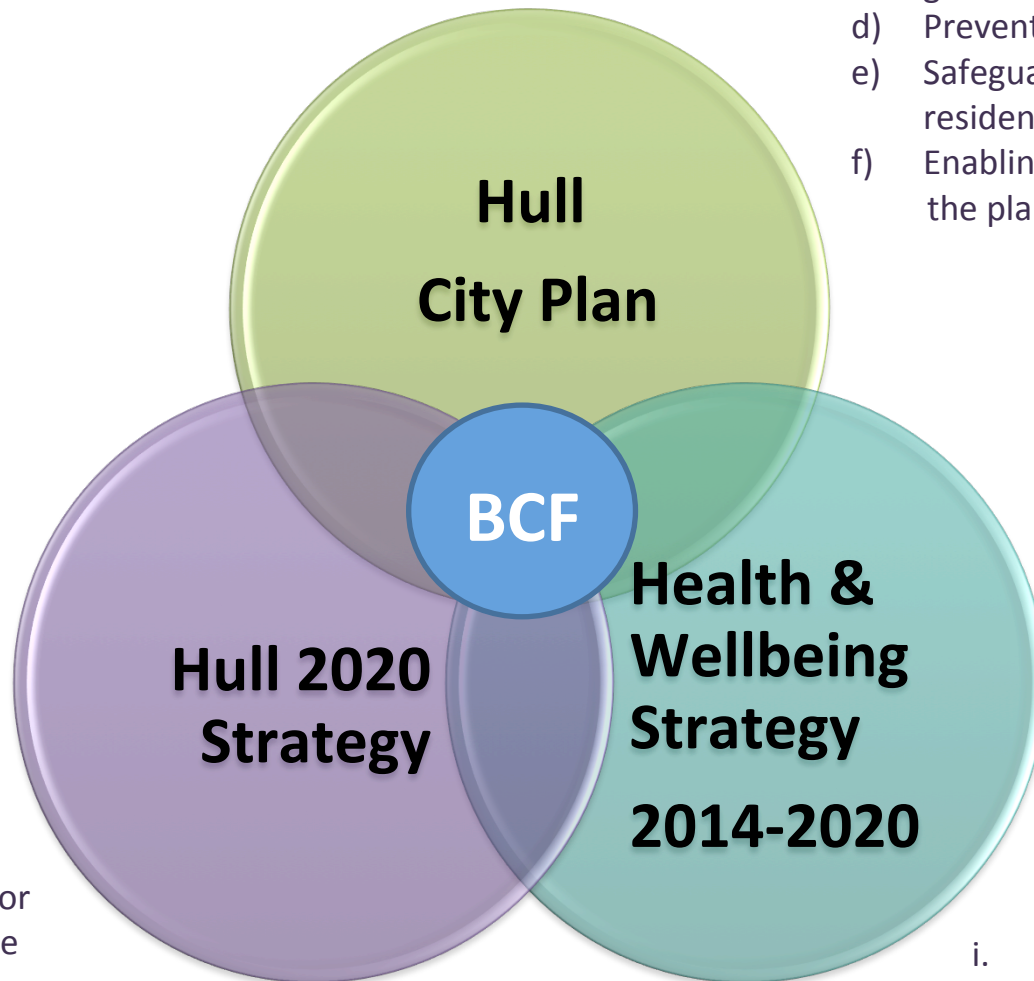 d) Prevent
e) Safegua
residen
f) Enablin
the pla
Hull
City Plan
BCF
Hull 2020
Strategy
Health &
Wellbeing
Strategy
2014-2020
or
e
i.